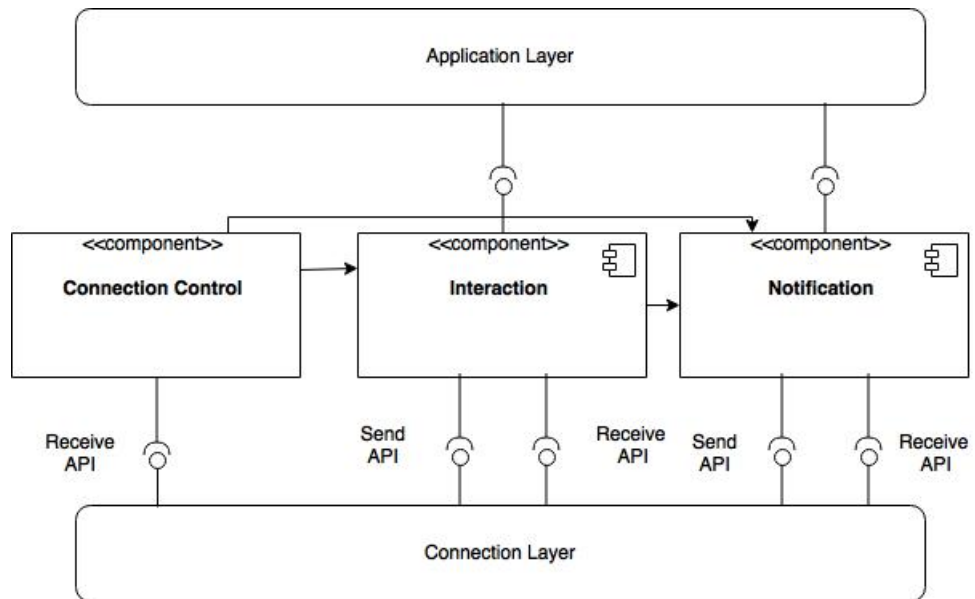 Application Layer
<<component>>
Connection Control
<<component>>
Interaction
<<component>>
Notification
Receive
API
Send
API
Receive
API
Send
API
Receive
API
Connection Layer